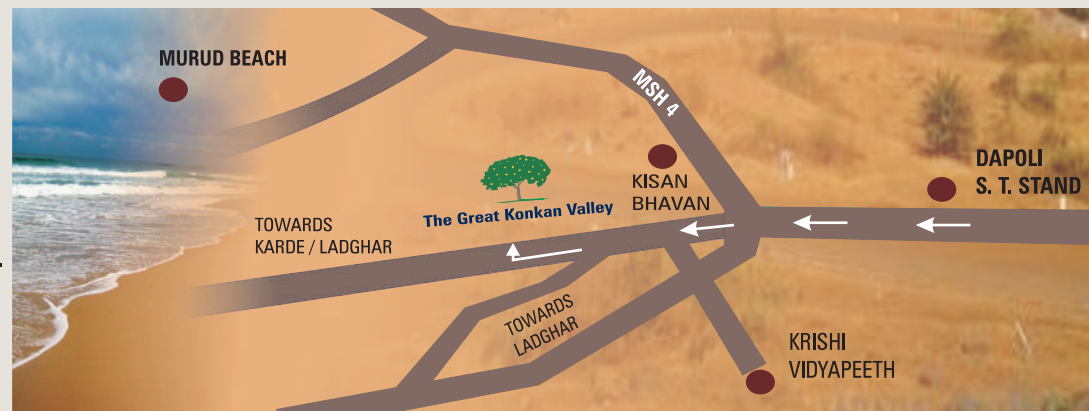 MURUD BEACH
MSH 4
DAPOLI
S. T. STAND
KISAN
BHAVAN
The Great Konkan Valley
TOWARDS
KARDE / LADGHAR
TOWARDS
LADGHAR
KRISHI
VIDYAPEETH